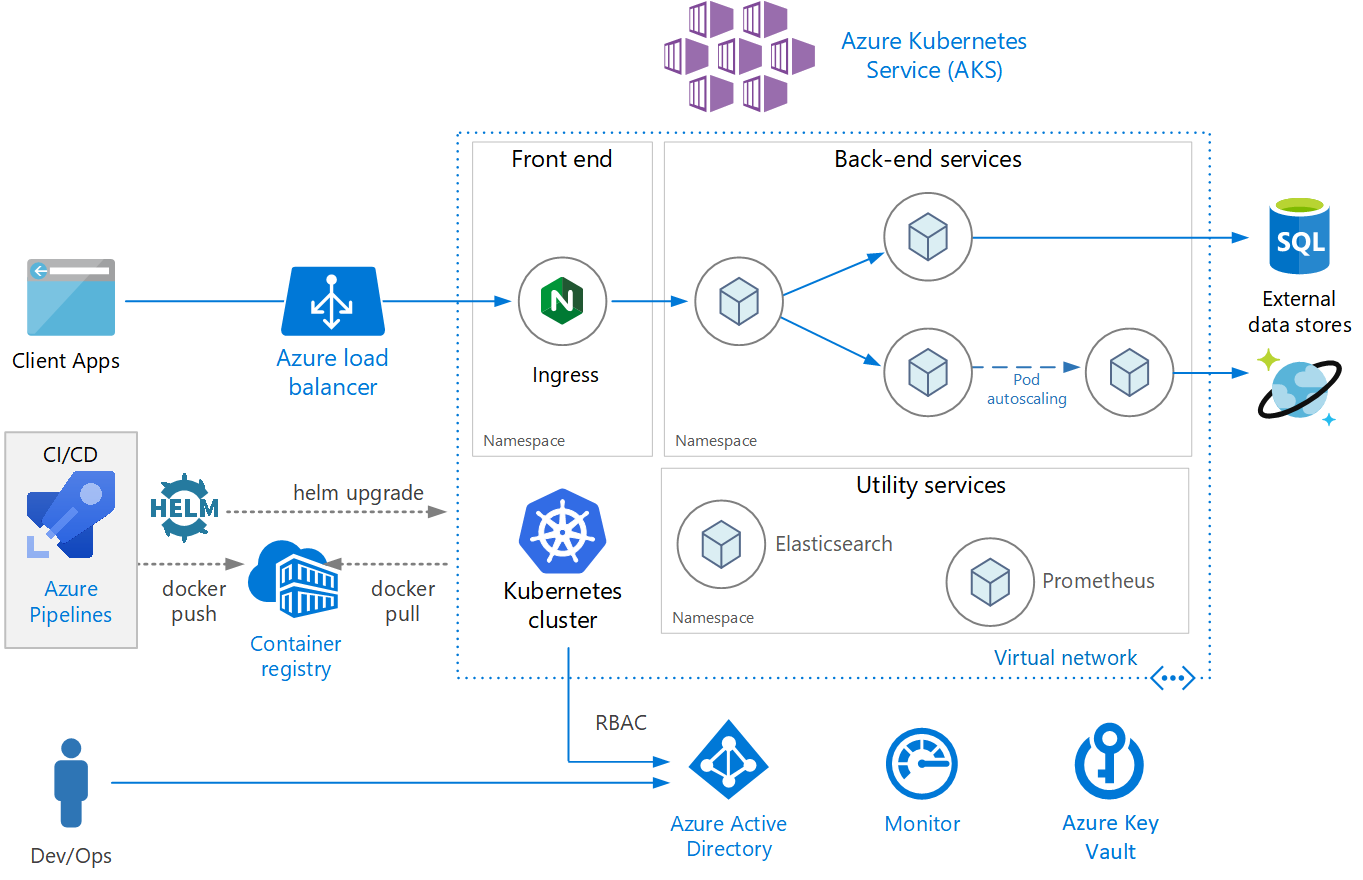 Azure Kubernetes
Service (AKS)
Front end
Back-end services
SQL
External
data stores
Client Apps
Azure load
balancer
N
Ingress
Pod
autoscaling
Namespace
Namespace
CI/CD
HELM
helm upgrade
Utility services
Elasticsearch
Prometheus
Azure
Pipelines
docker
push
docker
pull
Kubernetes
cluster
Namespace
Container
registry
Virtual network
RBAC
Azure Active
Directory
Monitor
Azure Key
Vault
Dev/Ops